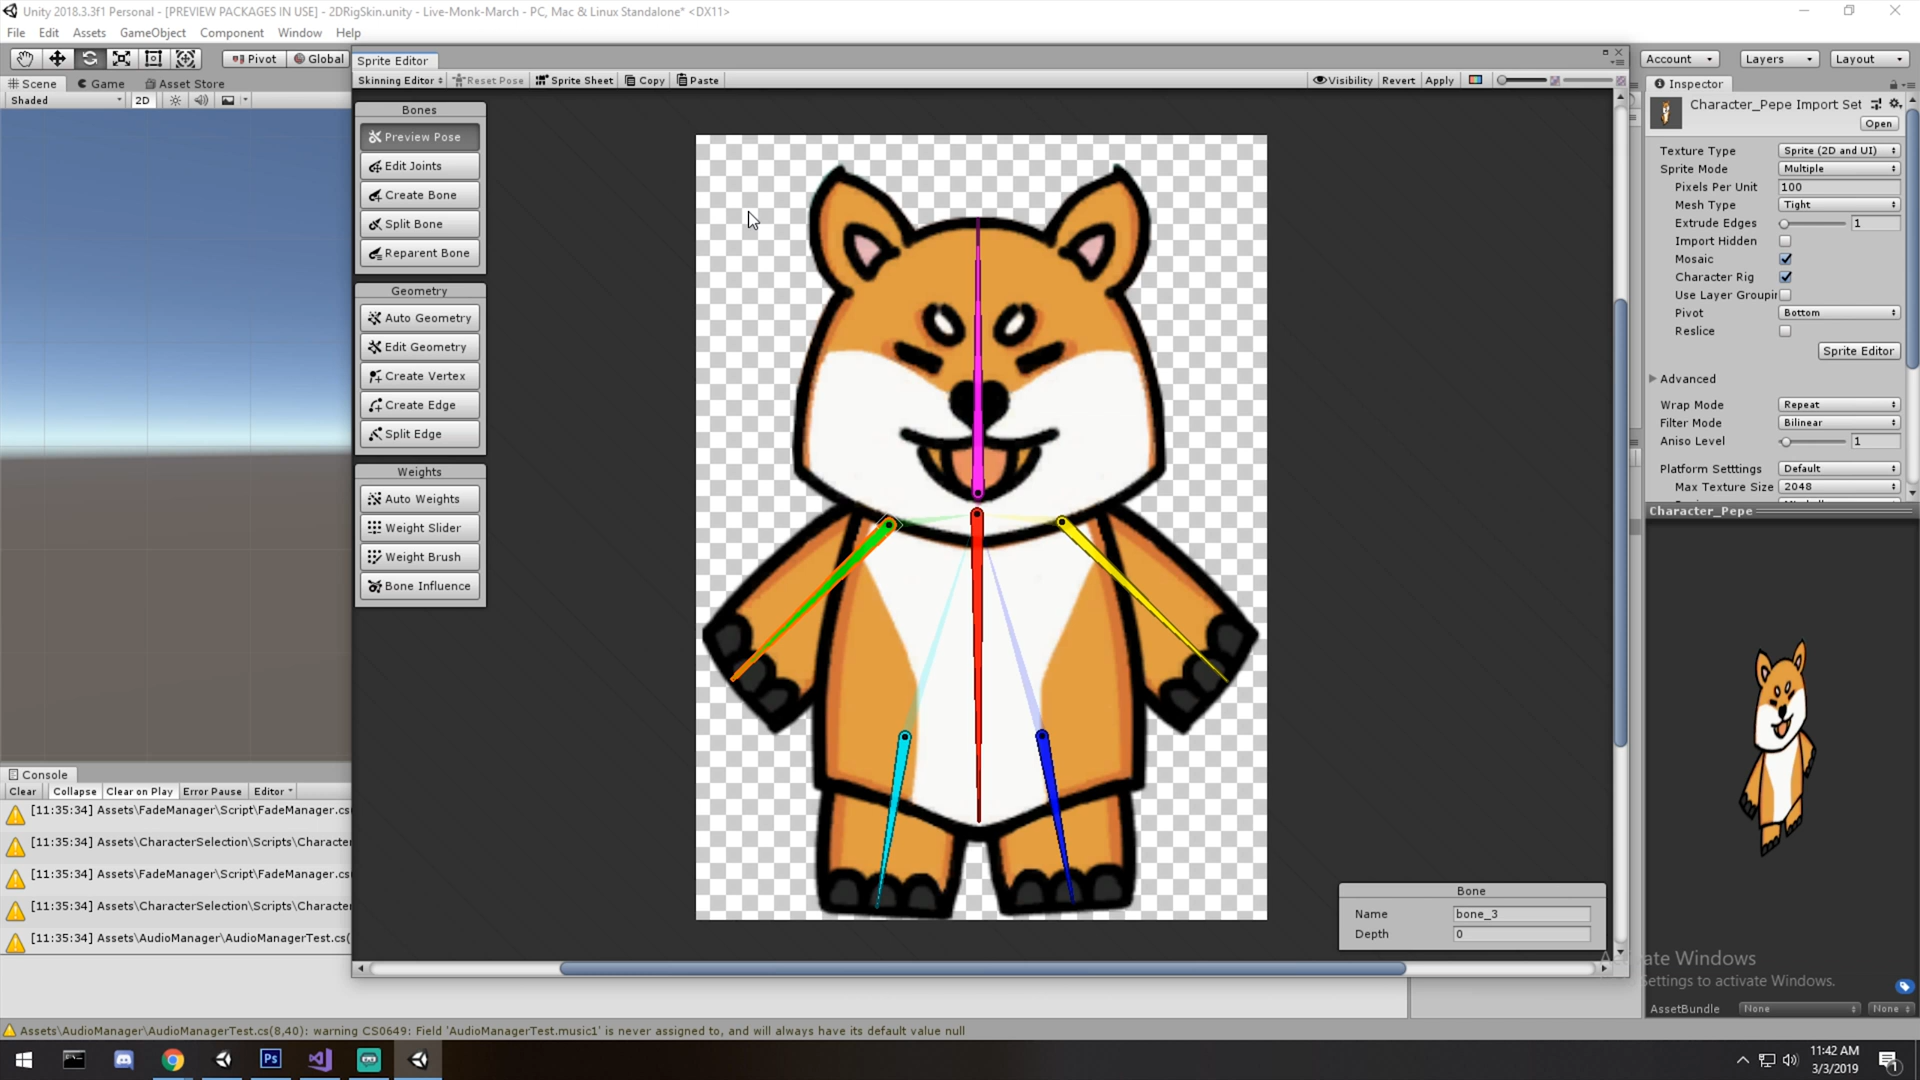 Unity 2018.3.3f1 Personal - [PREVIEW PACKAGES IN USE] - 2DRigSkin.unity - Live-Monk-March - PC, Mac & Linux Standalone* <DX11>
File Edit Assets GameObject Component Window Help
Pivot Global Account Layers Layout
Scene Game Asset Store
Shaded 2D
Sprite Editor
Skinning Editor Reset Pose Sprite Sheet Copy Paste Visibility Revert Apply
Bones
Preview Pose
Edit Joints
Create Bone
Split Bone
Reparent Bone
Geometry
Auto Geometry
Edit Geometry
Create Vertex
Create Edge
Split Edge
Weights
Auto Weights
Weight Slider
Weight Brush
Bone Influence
Bone
Name bone_3
Depth 0
Inspector
Character_Pepe Import Set
Open
Texture Type Sprite (2D and UI)
Sprite Mode Multiple
Pixels Per Unit 100
Mesh Type Tight
Extrude Edges 1
Import Hidden
Mosaic
Character Rig
Use Layer Groupin
Pivot Bottom
Reslice
Sprite Editor
Advanced
Wrap Mode Repeat
Filter Mode Bilinear
Aniso Level 1
Platform Setttings Default
Max Texture Size 2048
Character_Pepe
Activate Windows
Settings to activate Windows.
AssetBundle None None
Console
Clear Collapse Clear on Play Error Pause Editor
[11:35:34] Assets\FadeManager\Script\FadeManager.cs
[11:35:34] Assets\CharacterSelection\Scripts\Character
[11:35:34] Assets\FadeManager\Script\FadeManager.cs
[11:35:34] Assets\CharacterSelection\Scripts\Character
[11:35:34] Assets\AudioManager\AudioManagerTest.cs(
Assets\AudioManager\AudioManagerTest.cs(8,40): warning CS0649: Field 'AudioManagerTest.music1' is never assigned to, and will always have its default value null
Ps
11:42 AM
3/3/2019
1